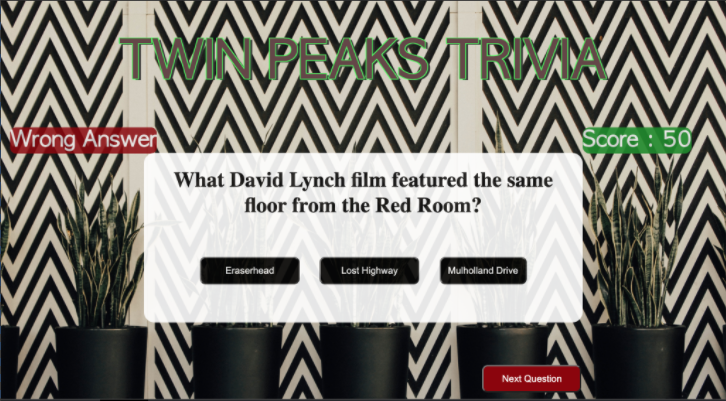 TWIN PEAKS TRIVIA
Wrong Answer
Score : 50
What David Lynch film featured the same
floor from the Red Room?
Eraserhead
Lost Highway
Mulholland Drive
Next Question